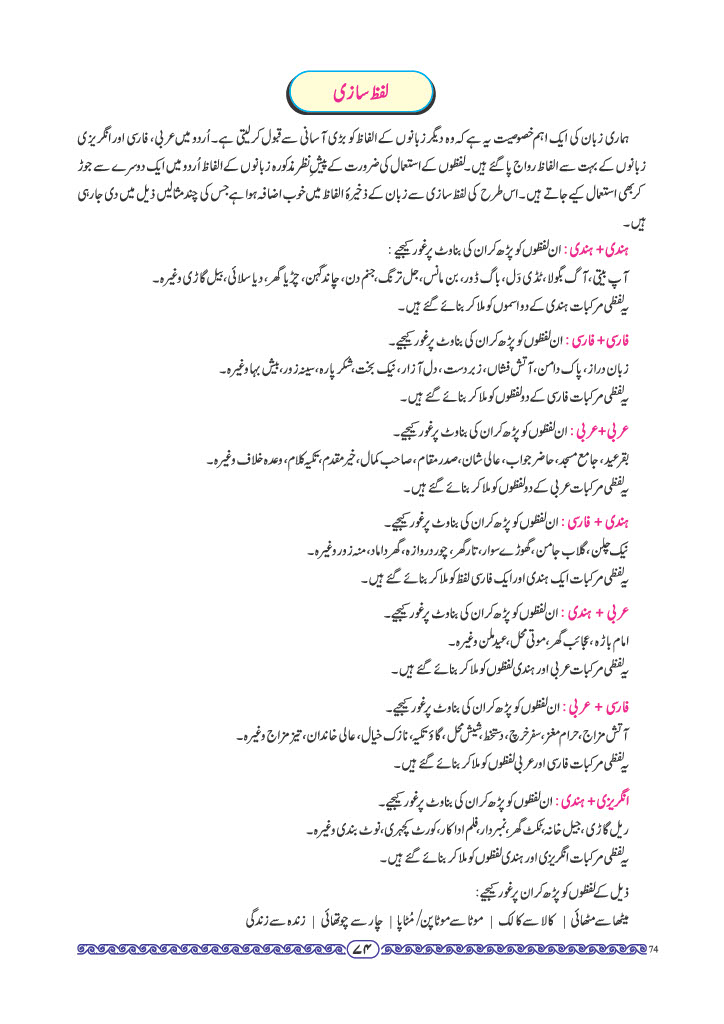 لفظ سازی
ہماری زبان کی ایک اہم خصوصیت یہ ہے کہ وہ دیگر زبانوں کے الفاظ کو بڑی آسانی سے قبول کر لیتی ہے۔ اُردو میں عربی، فارسی اور انگریزی
زبانوں کے بہت سے الفاظ رواج پا گئے ہیں۔ لفظوں کے استعمال کی ضرورت کے پیشِ نظر مذکورہ زبانوں کے الفاظ اُردو میں ایک دوسرے سے جوڑ
کر بھی استعمال کیے جاتے ہیں۔ اس طرح کی لفظ سازی سے زبان کے ذخیرۂ الفاظ میں خوب اضافہ ہوا ہے جس کی چند مثالیں ذیل میں دی جا رہی
ہیں۔
ہندی + ہندی : ان لفظوں کو پڑھ کر ان کی بناوٹ پر غور کیجیے :
آپ بیتی، آگ بگولا، ٹڈی دَل، باگ ڈور، بن مانس، جل ترنگ، جنم دن، چاند گہن، چڑیا گھر، دیا سلائی، بیل گاڑی وغیرہ۔
یہ لفظی مرکبات ہندی کے دو اسموں کو ملا کر بنائے گئے ہیں۔
فارسی + فارسی : ان لفظوں کو پڑھ کر ان کی بناوٹ پر غور کیجیے۔
زبان دراز، پاک دامن، آتش فشاں، زبردست، دل آزار، نیک بخت، شکر پارہ، سینہ زور، بیش بہا وغیرہ۔
یہ لفظی مرکبات فارسی کے دو لفظوں کو ملا کر بنائے گئے ہیں۔
عربی + عربی : ان لفظوں کو پڑھ کر ان کی بناوٹ پر غور کیجیے۔
بقر عید، جامع مسجد، حاضر جواب، عالی شان، صدر مقام، صاحب کمال، خیر مقدم، تکیہ کلام، وعدہ خلاف وغیرہ۔
یہ لفظی مرکبات عربی کے دو لفظوں کو ملا کر بنائے گئے ہیں۔
ہندی + فارسی : ان لفظوں کو پڑھ کر ان کی بناوٹ پر غور کیجیے۔
نیک چلن، گلاب جامن، گھوڑے سوار، تار گھر، چور دروازہ، گھر داماد، منہ زور وغیرہ۔
یہ لفظی مرکبات ایک ہندی اور ایک فارسی لفظ کو ملا کر بنائے گئے ہیں۔
عربی + ہندی : ان لفظوں کو پڑھ کر ان کی بناوٹ پر غور کیجیے۔
امام باڑہ، عجائب گھر، موتی محل، عید ملن وغیرہ۔
یہ لفظی مرکبات عربی اور ہندی لفظوں کو ملا کر بنائے گئے ہیں۔
فارسی + عربی : ان لفظوں کو پڑھ کر ان کی بناوٹ پر غور کیجیے۔
آتش مزاج، حرام مغز، سفر خرچ، دستخط، شیش محل، گاؤ تکیہ، نازک خیال، عالی خاندان، تیز مزاج وغیرہ۔
یہ لفظی مرکبات فارسی اور عربی لفظوں کو ملا کر بنائے گئے ہیں۔
انگریزی + ہندی : ان لفظوں کو پڑھ کر ان کی بناوٹ پر غور کیجیے۔
ریل گاڑی، جیل خانہ، ٹکٹ گھر، نمبردار، فلم اداکار، کورٹ کچہری، نوٹ بندی وغیرہ۔
یہ لفظی مرکبات انگریزی اور ہندی لفظوں کو ملا کر بنائے گئے ہیں۔
ذیل کے لفظوں کو پڑھ کر ان پر غور کیجیے:
میٹھا سے مٹھائی | کالا سے کالک | موٹا سے موٹاپن/ مُٹاپا | چار سے چوتھائی | زندہ سے زندگی
۷۴ 74